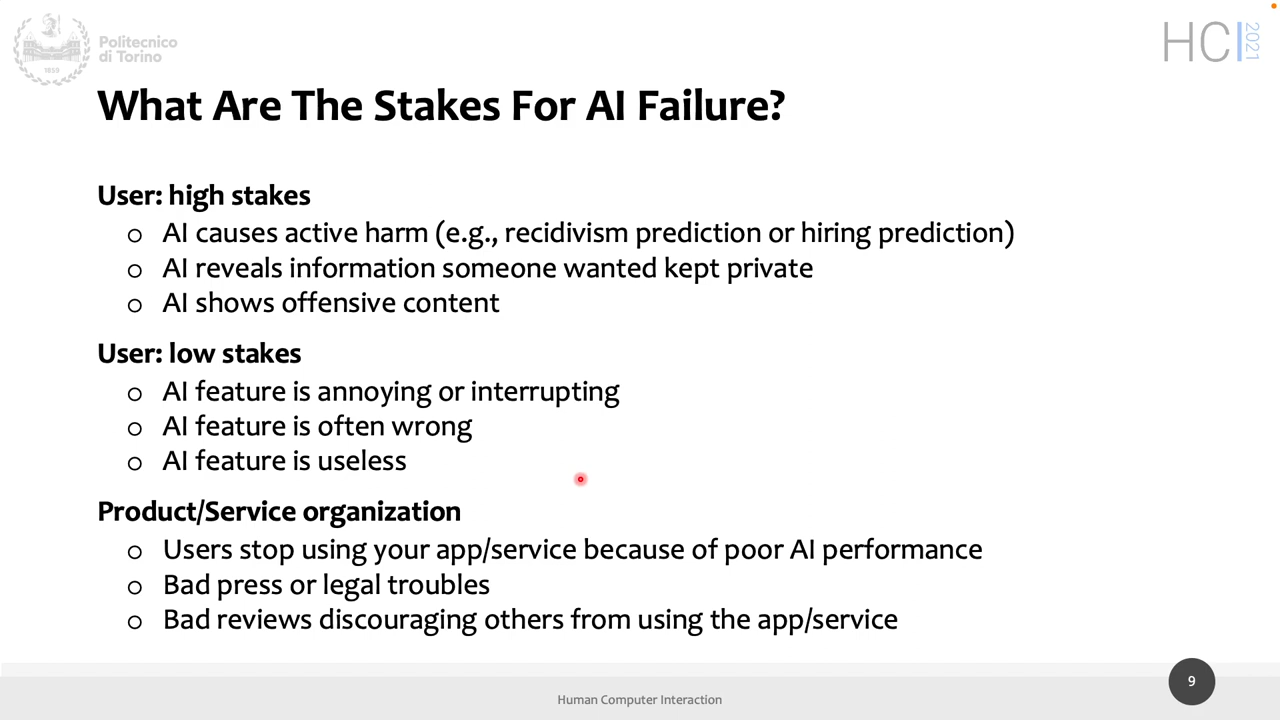 Politecnico
di Torino
1859
HCI 2021
What Are The Stakes For AI Failure?
User: high stakes
o AI causes active harm (e.g., recidivism prediction or hiring prediction)
o AI reveals information someone wanted kept private
o AI shows offensive content
User: low stakes
o AI feature is annoying or interrupting
o AI feature is often wrong
o AI feature is useless
Product/Service organization
o Users stop using your app/service because of poor AI performance
o Bad press or legal troubles
o Bad reviews discouraging others from using the app/service
9
Human Computer Interaction